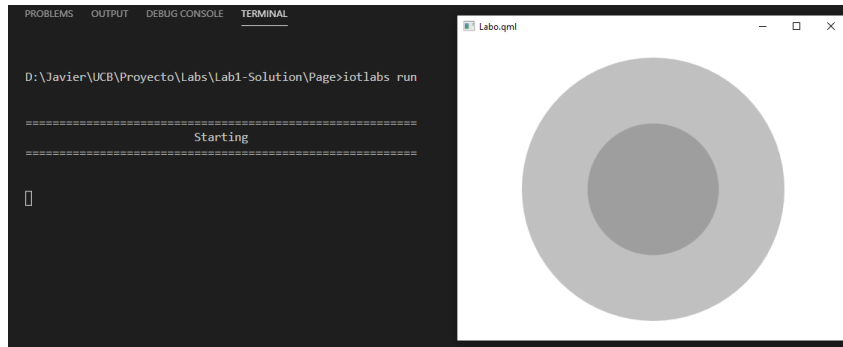 PROBLEMS OUTPUT DEBUG CONSOLE TERMINAL
Labo.qml
D:\Javier\UCB\Proyecto\Labs\Lab1-Solution\Page>iotlabs run
==========================================================
Starting
==========================================================